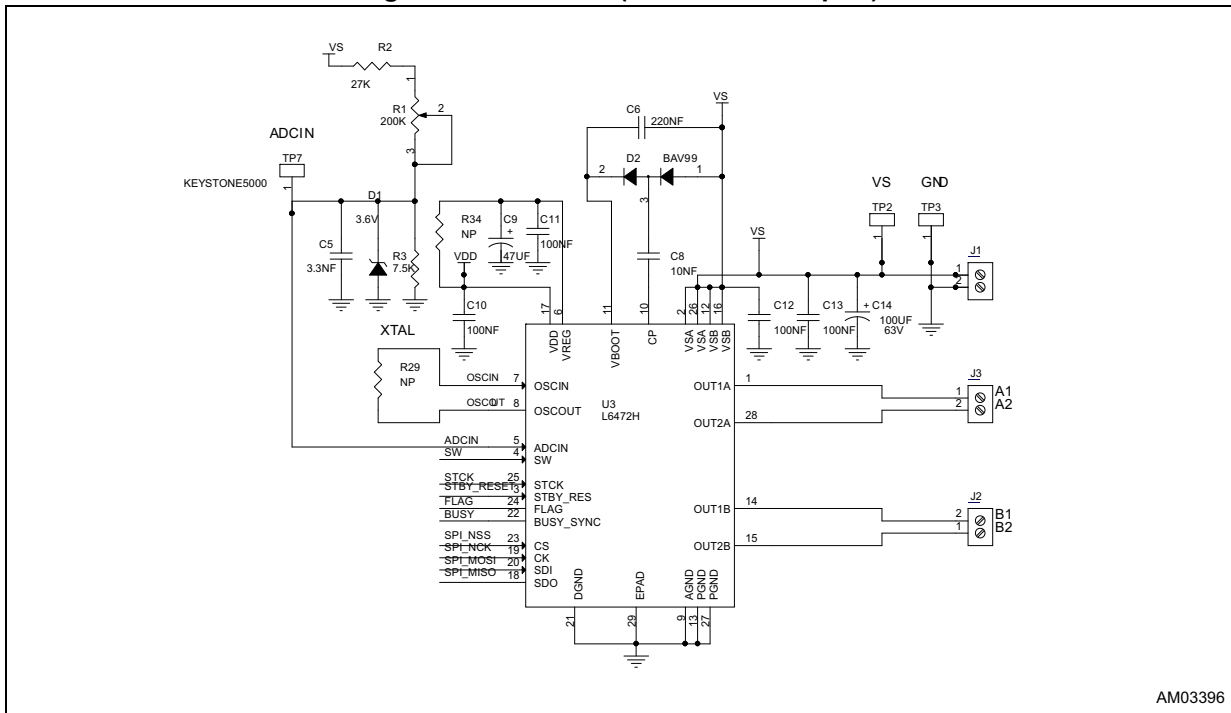 VS
R2
27K
1
R1
200K
2
3
ADCIN
TP7
1
KEYSTONE5000
D1
3.6V
C5
3.3NF
R3
7.5K
R34
NP
C9
+
47UF
C11
100NF
VDD
C10
100NF
C6
220NF
VS
2
D2
BAV99
1
3
C8
10NF
VS
VS
GND
TP2
1
TP3
1
J1
1
2
C12
100NF
C13
100NF
+
C14
100UF
63V
17
6
11
10
2
26
12
16
VDD
VREG
VBOOT
CP
VSA
VSA
VSB
VSB
XTAL
R29
NP
OSCIN
7
OSCIN
OSCOUT
8
OSCOUT
U3
L6472H
ADCIN
5
ADCIN
SW
4
SW
STCK
25
STCK
STBY_RESET
3
STBY_RES
FLAG
24
FLAG
BUSY
22
BUSY_SYNC
SPI_NSS
23
CS
SPI_NCK
19
CK
SPI_MOSI
20
SDI
SPI_MISO
18
SDO
OUT1A
1
OUT2A
28
J3
1
A1
2
A2
OUT1B
14
OUT2B
15
J2
2
B1
1
B2
DGND
EPAD
AGND
PGND
PGND
21
29
9
13
27
AM03396